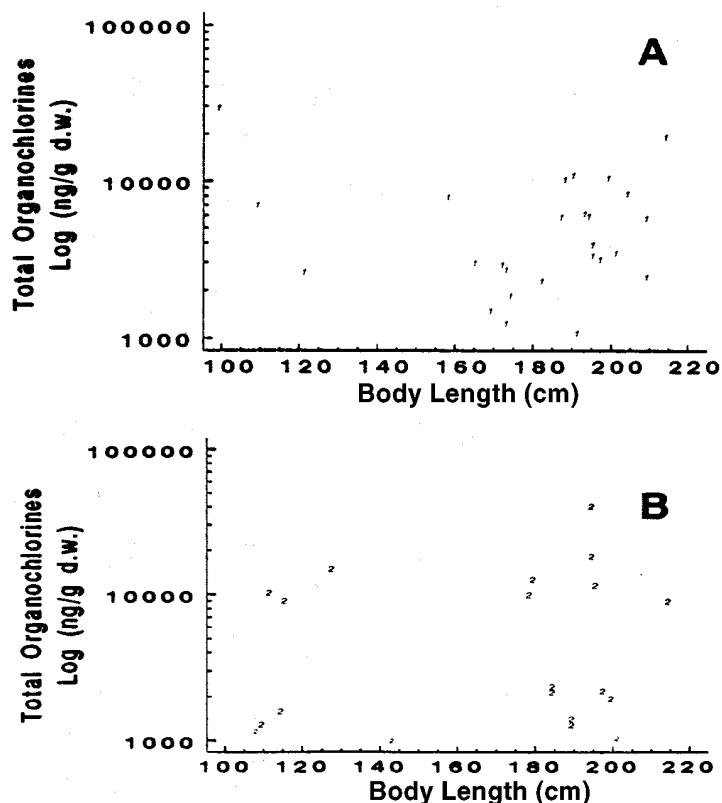 100000
A
10000
1000
Total Organochlorines
Log (ng/g d.w.)
100 120 140 160 180 200 220
Body Length (cm)
100000
B
10000
1000
Total Organochlorines
Log (ng/g d.w.)
100 120 140 160 180 200 220
Body Length (cm)